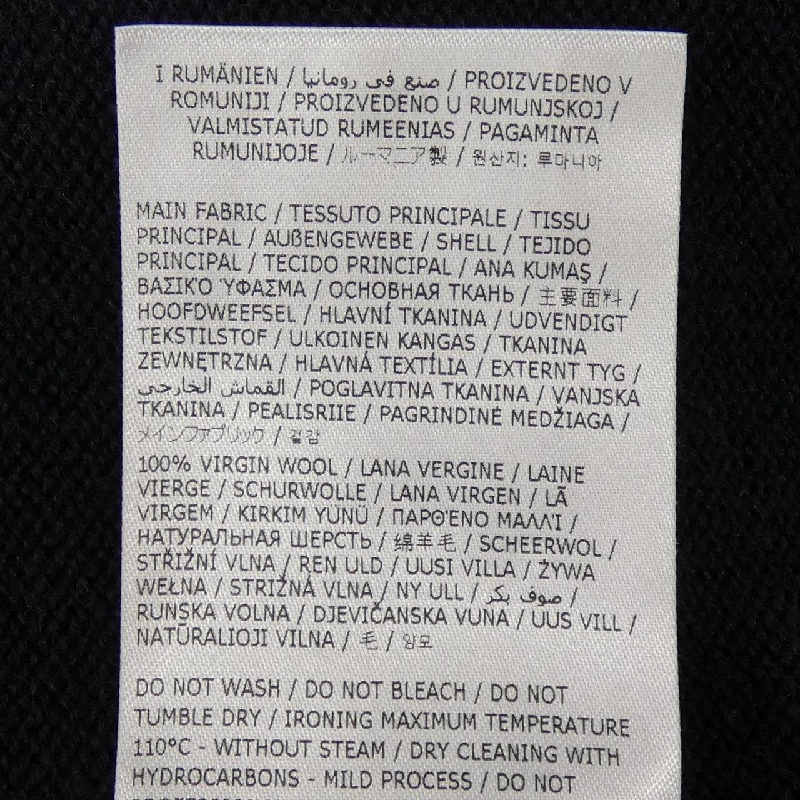 I RUMÄNIEN / صنع في رومانيا / PROIZVEDENO V
ROMUNIJI / PROIZVEDENO U RUMUNJSKOJ /
VALMISTATUD RUMEENIAS / PAGAMINTA
RUMUNIJOJE / ルーマニア製 / 원산지: 루마니아
MAIN FABRIC / TESSUTO PRINCIPALE / TISSU
PRINCIPAL / AUßENGEWEBE / SHELL / TEJIDO
PRINCIPAL / TECIDO PRINCIPAL / ANA KUMAŞ /
ΒΑΣΙΚΌ ΎΦΑΣΜΑ / ОСНОВНАЯ ТКАНЬ / 主要面料 /
HOOFDWEEFSEL / HLAVNÍ TKANINA / UDVENDIGT
TEKSTILSTOF / ULKOINEN KANGAS / TKANINA
ZEWNĘTRZNA / HLAVNÁ TEXTÍLIA / EXTERNT TYG /
القماش الخارجي / POGLAVITNA TKANINA / VANJSKA
TKANINA / PEALISRIIE / PAGRINDINĖ MEDŽIAGA /
メインファブリック / 겉감
100% VIRGIN WOOL / LANA VERGINE / LAINE
VIERGE / SCHURWOLLE / LANA VIRGEN / LÃ
VIRGEM / KIRKIM YÜNÜ / ΠΑΡΘΈΝΟ ΜΑΛΛΊ /
НАТУРАЛЬНАЯ ШЕРСТЬ / 绵羊毛 / SCHEERWOL /
STŘIŽNÍ VLNA / REN ULD / UUSI VILLA / ŻYWA
WEŁNA / STRIŽNÁ VLNA / NY ULL / صوف بكر /
RUNSKA VOLNA / DJEVIČANSKA VUNA / UUS VILL /
NATŪRALIOJI VILNA / 毛 / 양모
DO NOT WASH / DO NOT BLEACH / DO NOT
TUMBLE DRY / IRONING MAXIMUM TEMPERATURE
110°C - WITHOUT STEAM / DRY CLEANING WITH
HYDROCARBONS - MILD PROCESS / DO NOT